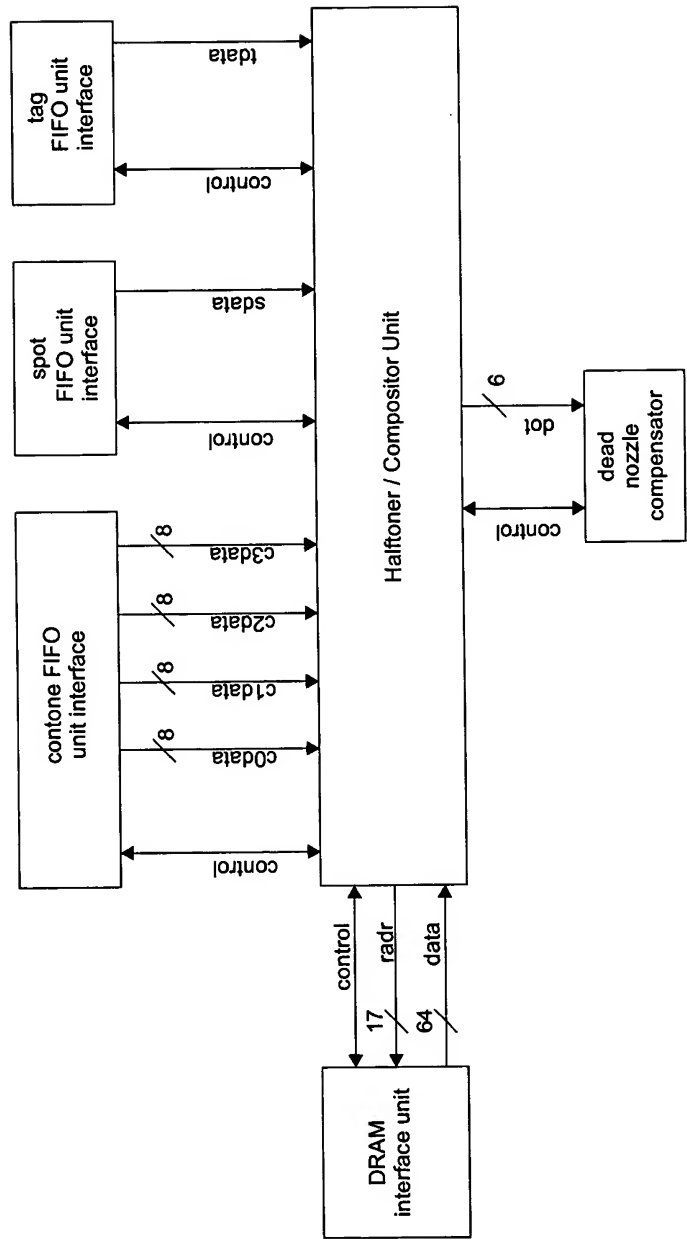 tag
FIFO unit
interface
control
tdata
spot
FIFO unit
interface
control
sdata
contone FIFO
unit interface
control
8
c0data
8
c1data
8
c2data
8
c3data
Halftoner / Compositor Unit
control
17
radr
64
data
DRAM
interface unit
control
6
dot
dead
nozzle
compensator